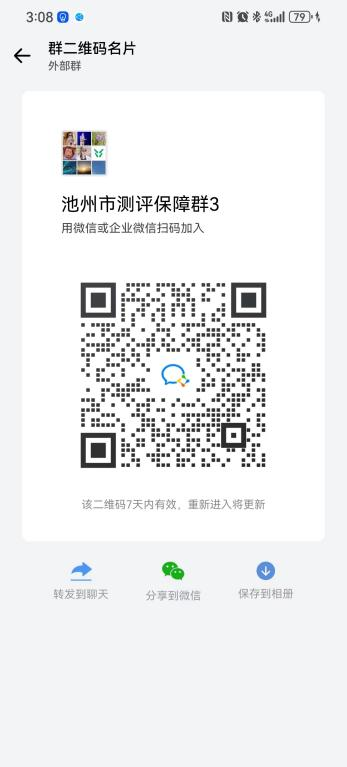 3:08
4G
79
群二维码名片
外部群
池州市测评保障群3
用微信或企业微信扫码加入
该二维码7天内有效，重新进入将更新
转发到聊天
分享到微信
保存到相册